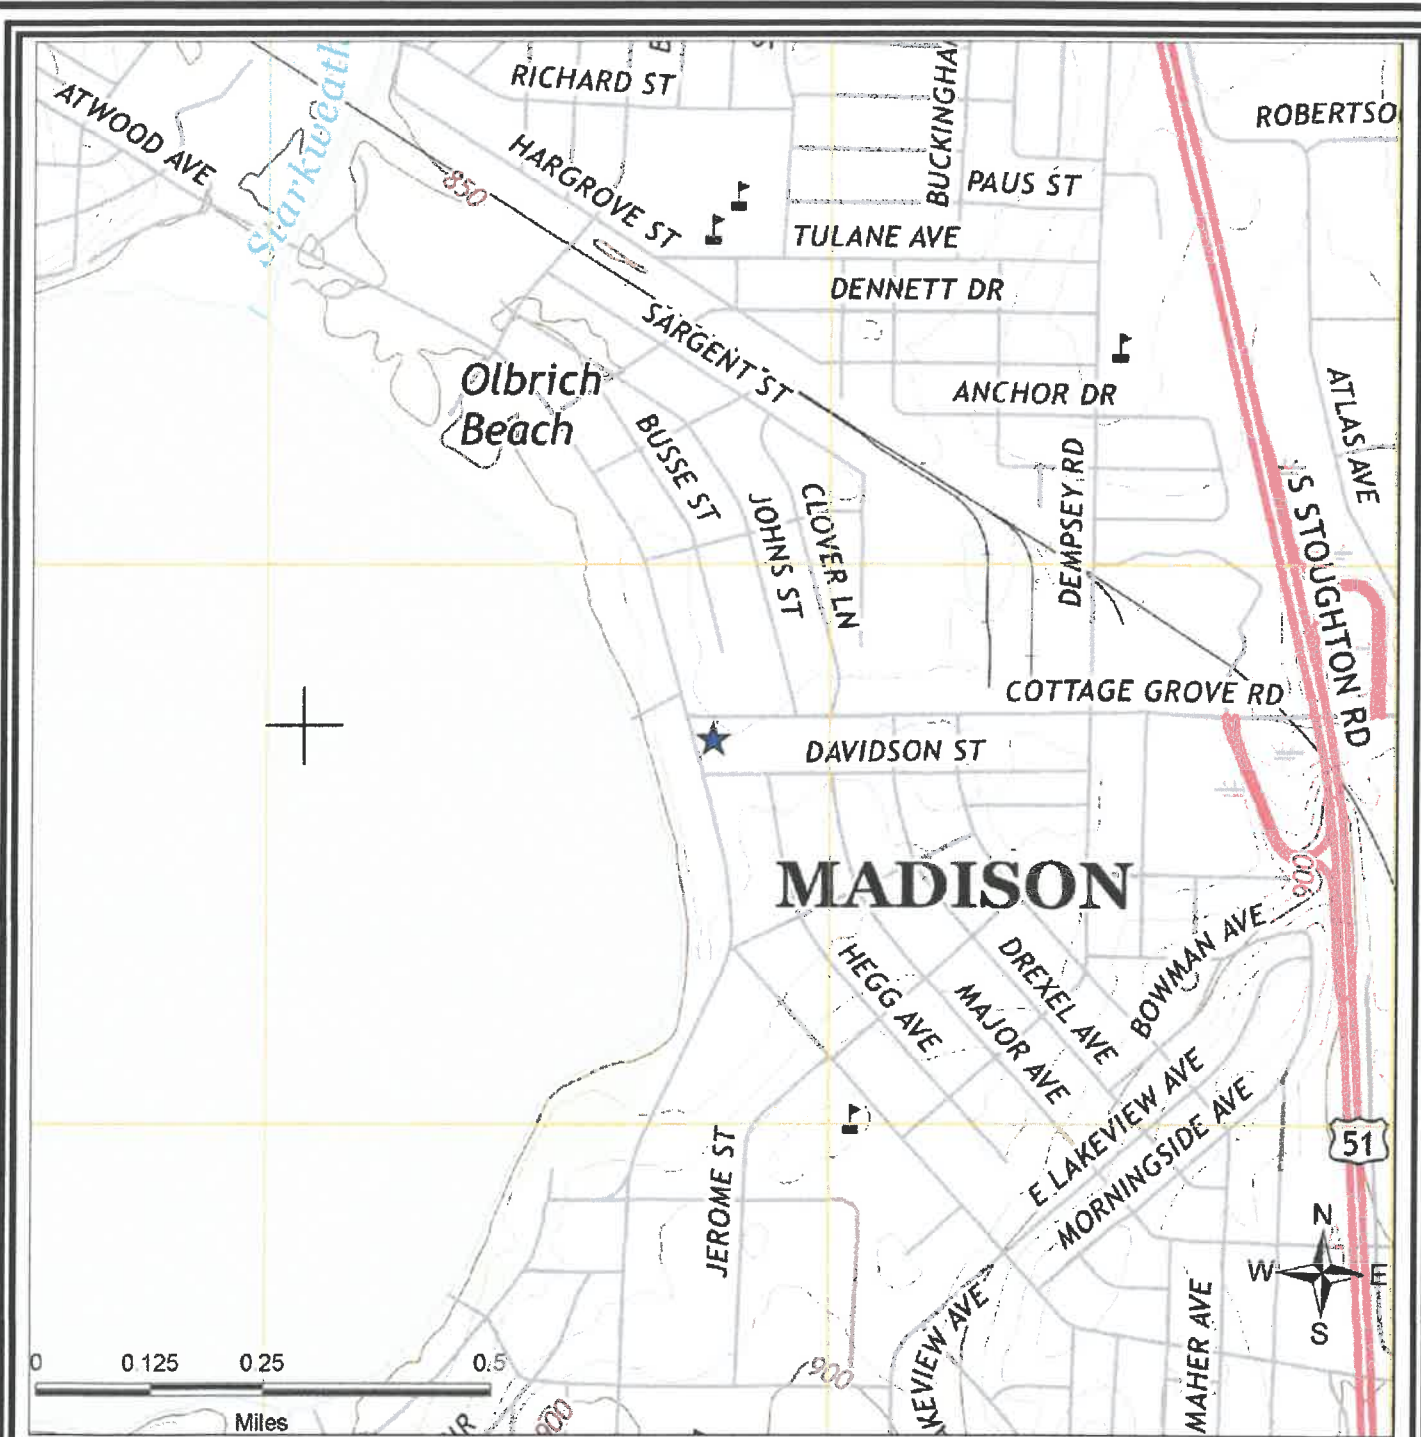 RICHARD ST
BUCKINGHA
ROBERTSO
ATWOOD AVE
Starkweath
HARGROVE ST
850
PAUS ST
TULANE AVE
DENNETT DR
SARGENT ST
Olbrich
Beach
ANCHOR DR
ATLAS AVE
BUSSE ST
JOHNS ST
CLOVER LN
DEMPSEY RD
S STOUGHTON RD
COTTAGE GROVE RD
DAVIDSON ST
MADISON
900
BOWMAN AVE
HEGG AVE
MAJOR AVE
DREXEL AVE
E LAKEVIEW AVE
MORNINGSIDE AVE
51
JEROME ST
N
W E
S
KEVIEW AVE
MAHER AVE
900
900
0 0.125 0.25 0.5
Miles